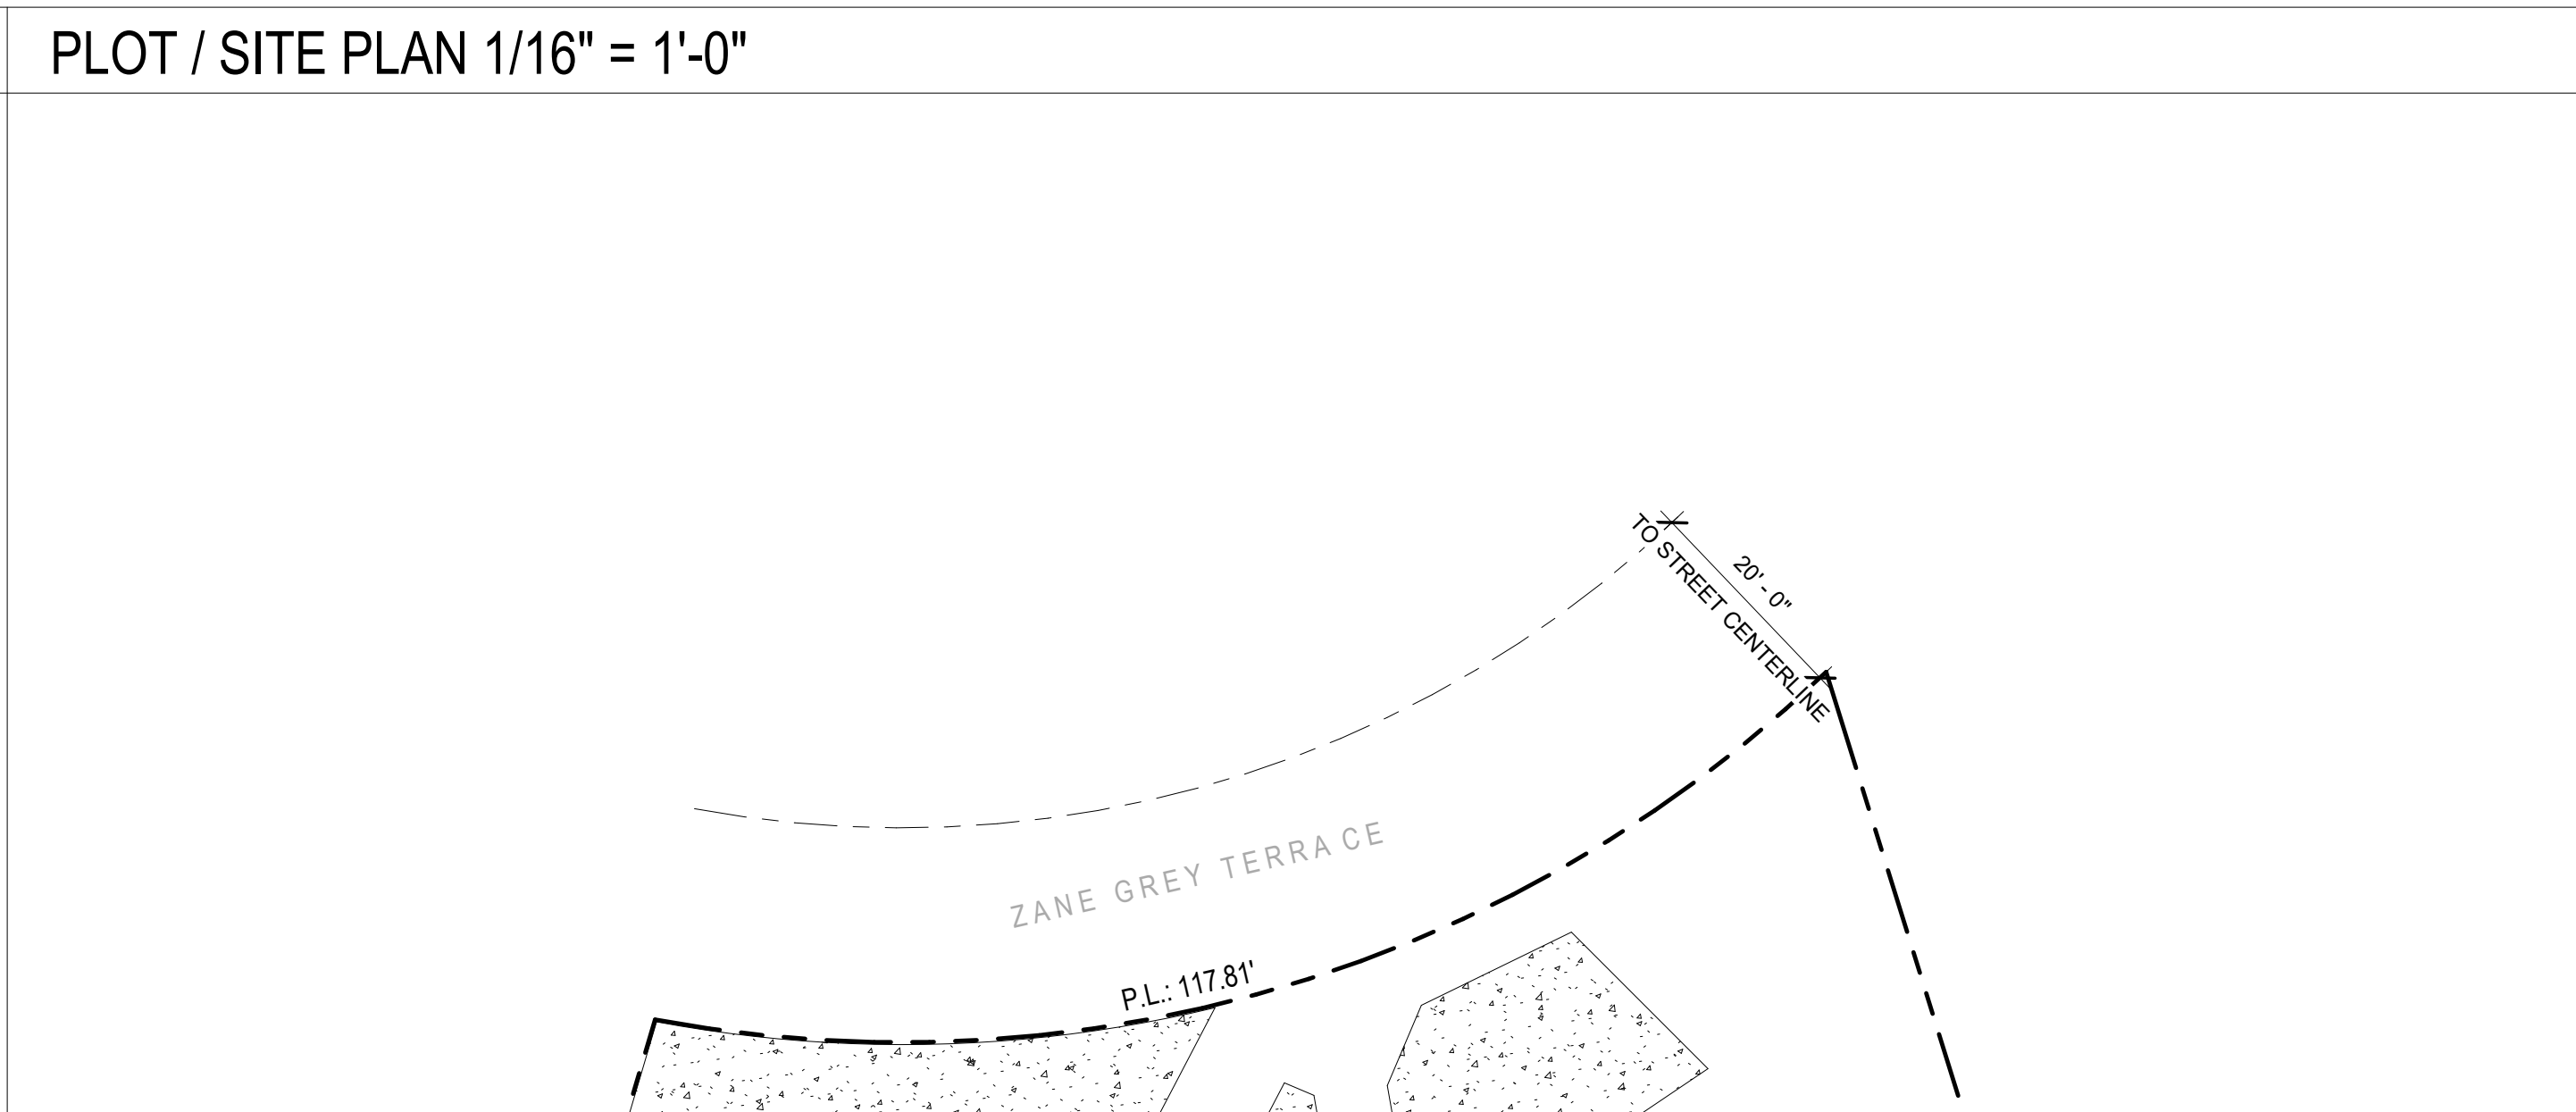 PLOT / SITE PLAN 1/16" = 1'-0"
20' - 0"
TO STREET CENTERLINE
ZANE GREY TERRACE
P.L.: 117.81'